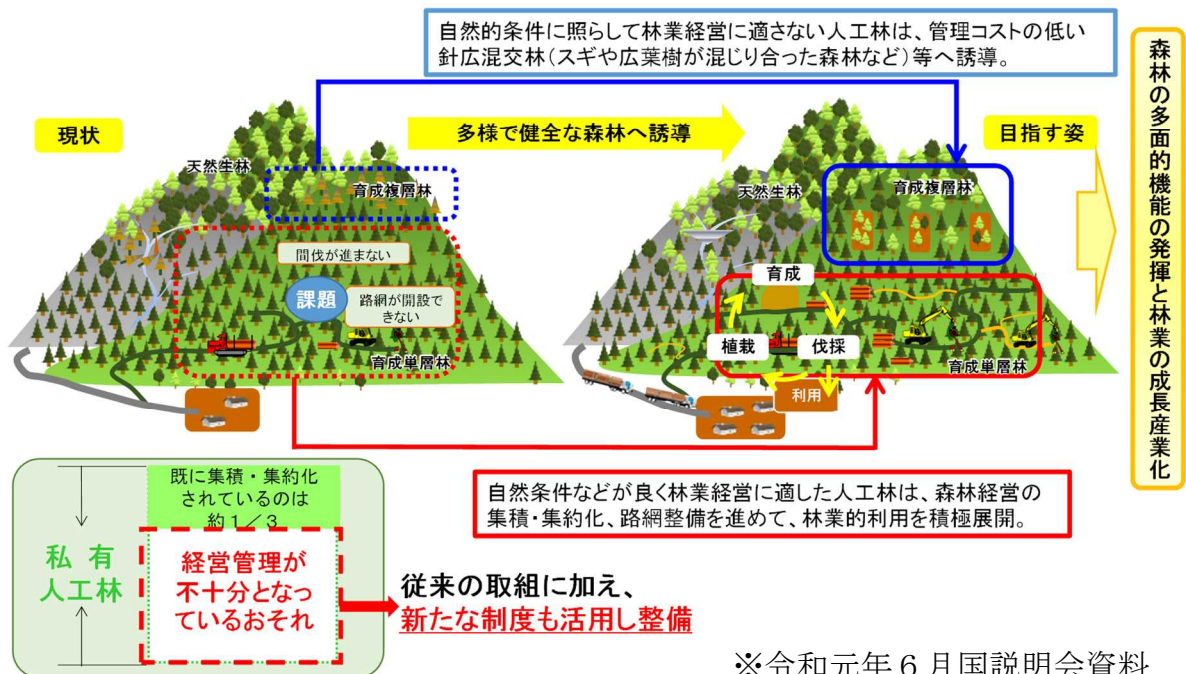 自然的条件に照らして林業経営に適さない人工林は、管理コストの低い
針広混交林(スギや広葉樹が混じり合った森林など)等へ誘導。
現状
多様で健全な森林へ誘導
目指す姿
天然生林
育成複層林
間伐が進まない
課題
路網が開設で
きない
育成単層林
天然生林
育成複層林
育成
植栽
伐採
利用
育成単層林
森林の多面的機能の発揮と林業の成長産業化
自然条件などが良く林業経営に適した人工林は、森林経営の
集積・集約化、路網整備を進めて、林業的利用を積極展開。
既に集積・集約化
されているのは
約1/3
私有
人工林
経営管理が
不十分となっ
ているおそれ
従来の取組に加え、
新たな制度も活用し整備
※令和元年6月国説明会資料